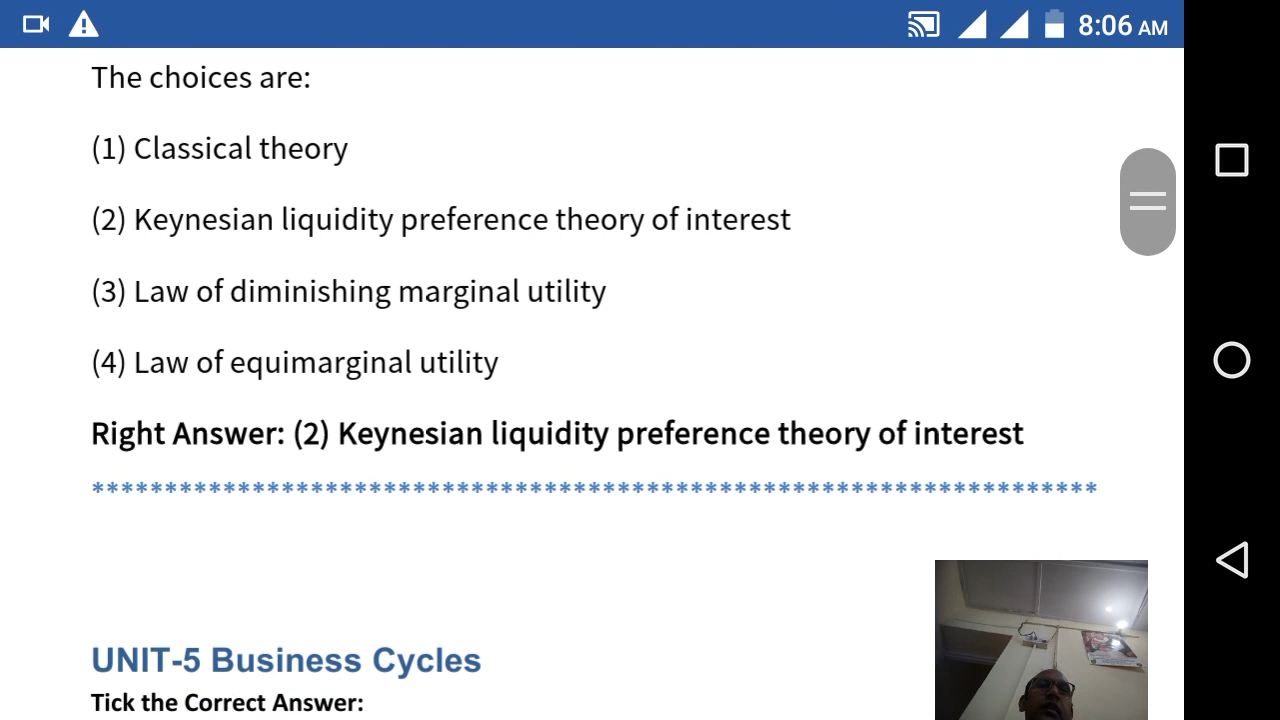 8:06 AM
The choices are:
(1) Classical theory
(2) Keynesian liquidity preference theory of interest
(3) Law of diminishing marginal utility
(4) Law of equimarginal utility
Right Answer: (2) Keynesian liquidity preference theory of interest
*********************************************************************
UNIT-5 Business Cycles
Tick the Correct Answer: